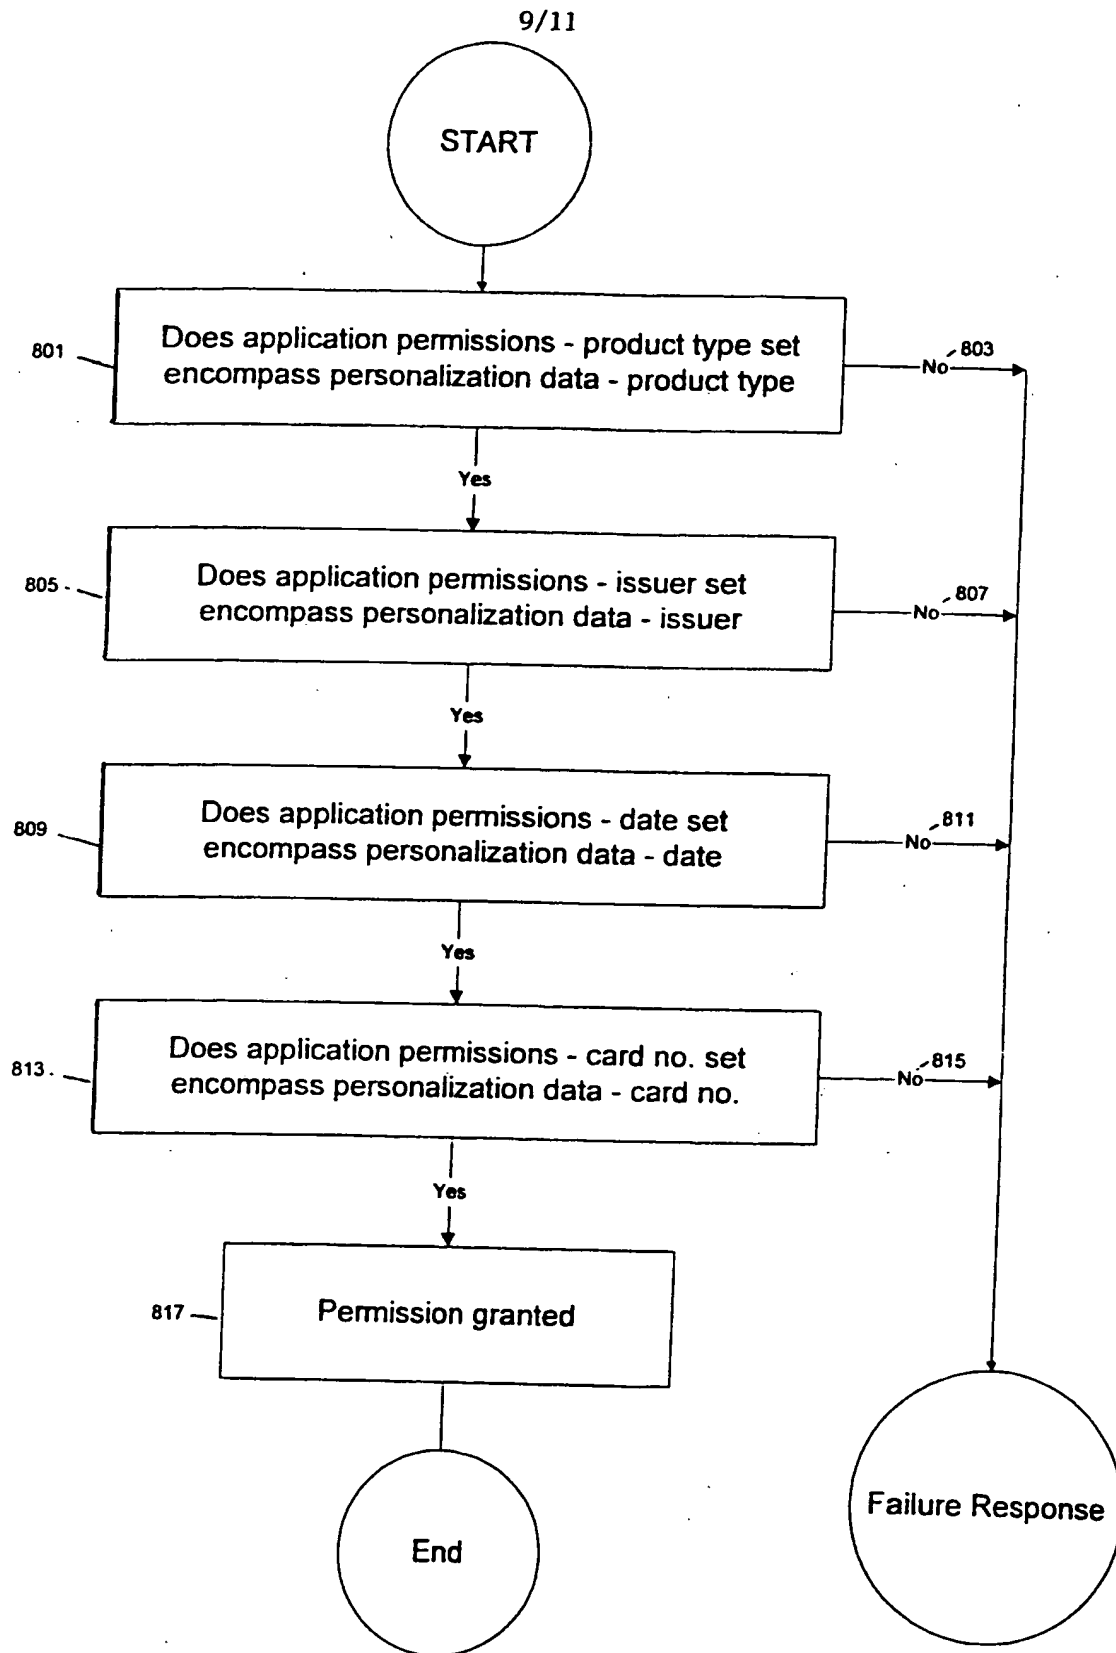 9/11
START
801
Does application permissions - product type set
encompass personalization data - product type
No
803
Yes
805
Does application permissions - issuer set
encompass personalization data - issuer
No
807
Yes
809
Does application permissions - date set
encompass personalization data - date
No
811
Yes
813
Does application permissions - card no. set
encompass personalization data - card no.
No
815
Yes
817
Permission granted
End
Failure Response